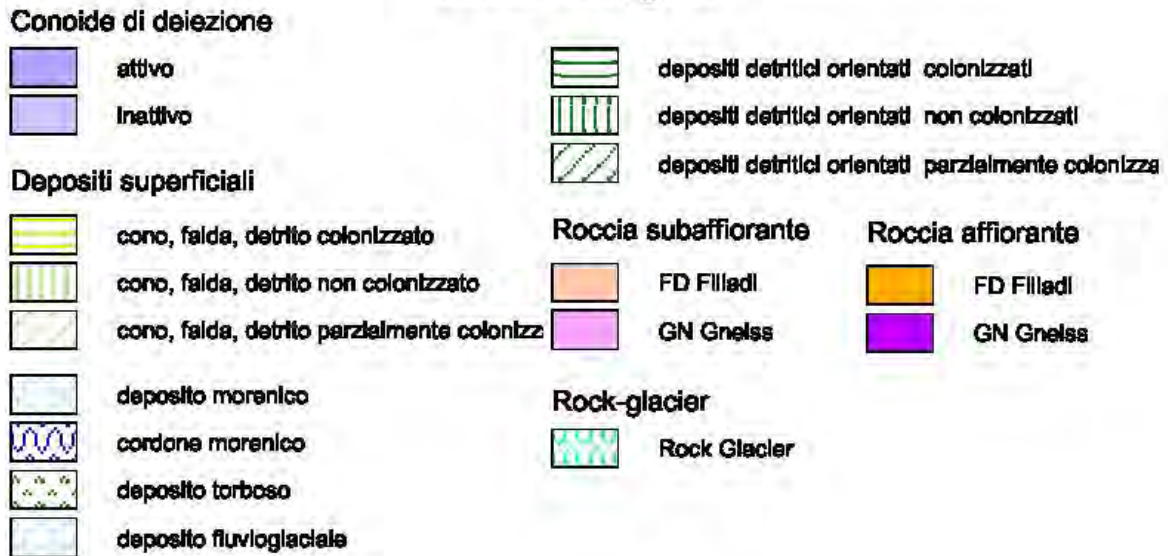 Conoide di deiezione
attivo
inattivo
Depositi superficiali
cono, falda, detrito colonizzato
cono, falda, detrito non colonizzato
cono, falda, detrito parzialmente colonizz
deposito morenico
cordone morenico
deposito torboso
deposito fluvioglaciale
depositi detritici orientati colonizzati
depositi detritici orientati non colonizzati
depositi detritici orientati parzialmente colonizza
Roccia subaffiorante
FD Filladi
GN Gneiss
Roccia affiorante
FD Filladi
GN Gneiss
Rock-glacier
Rock Glacier